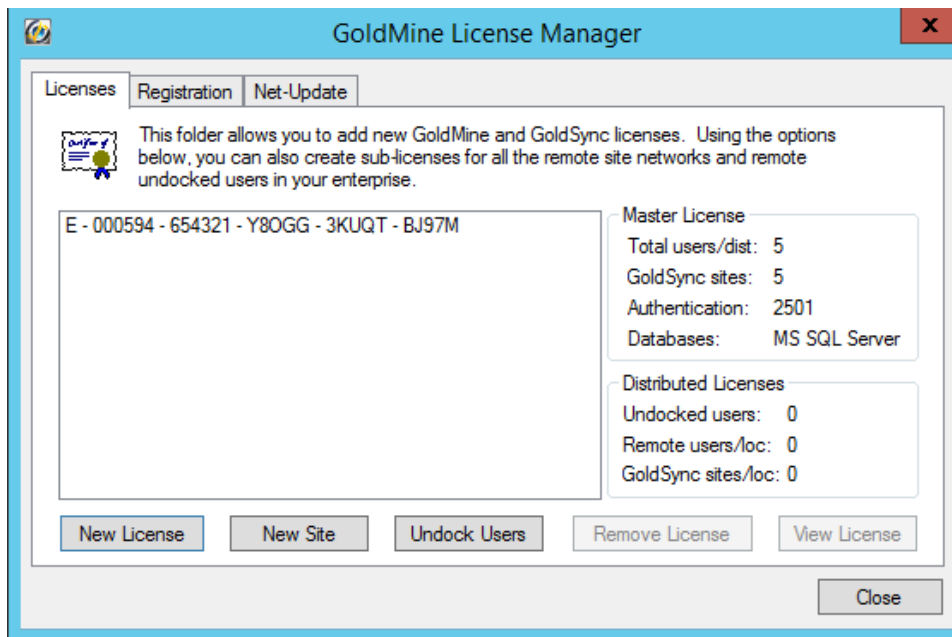 GoldMine License Manager
x
Licenses
Registration
Net-Update
This folder allows you to add new GoldMine and GoldSync licenses. Using the options
below, you can also create sub-licenses for all the remote site networks and remote
undocked users in your enterprise.
E - 000594 - 654321 - Y8OGG - 3KUQT - BJ97M
Master License
Total users/dist: 5
GoldSync sites: 5
Authentication: 2501
Databases: MS SQL Server
Distributed Licenses
Undocked users: 0
Remote users/loc: 0
GoldSync sites/loc: 0
New License
New Site
Undock Users
Remove License
View License
Close